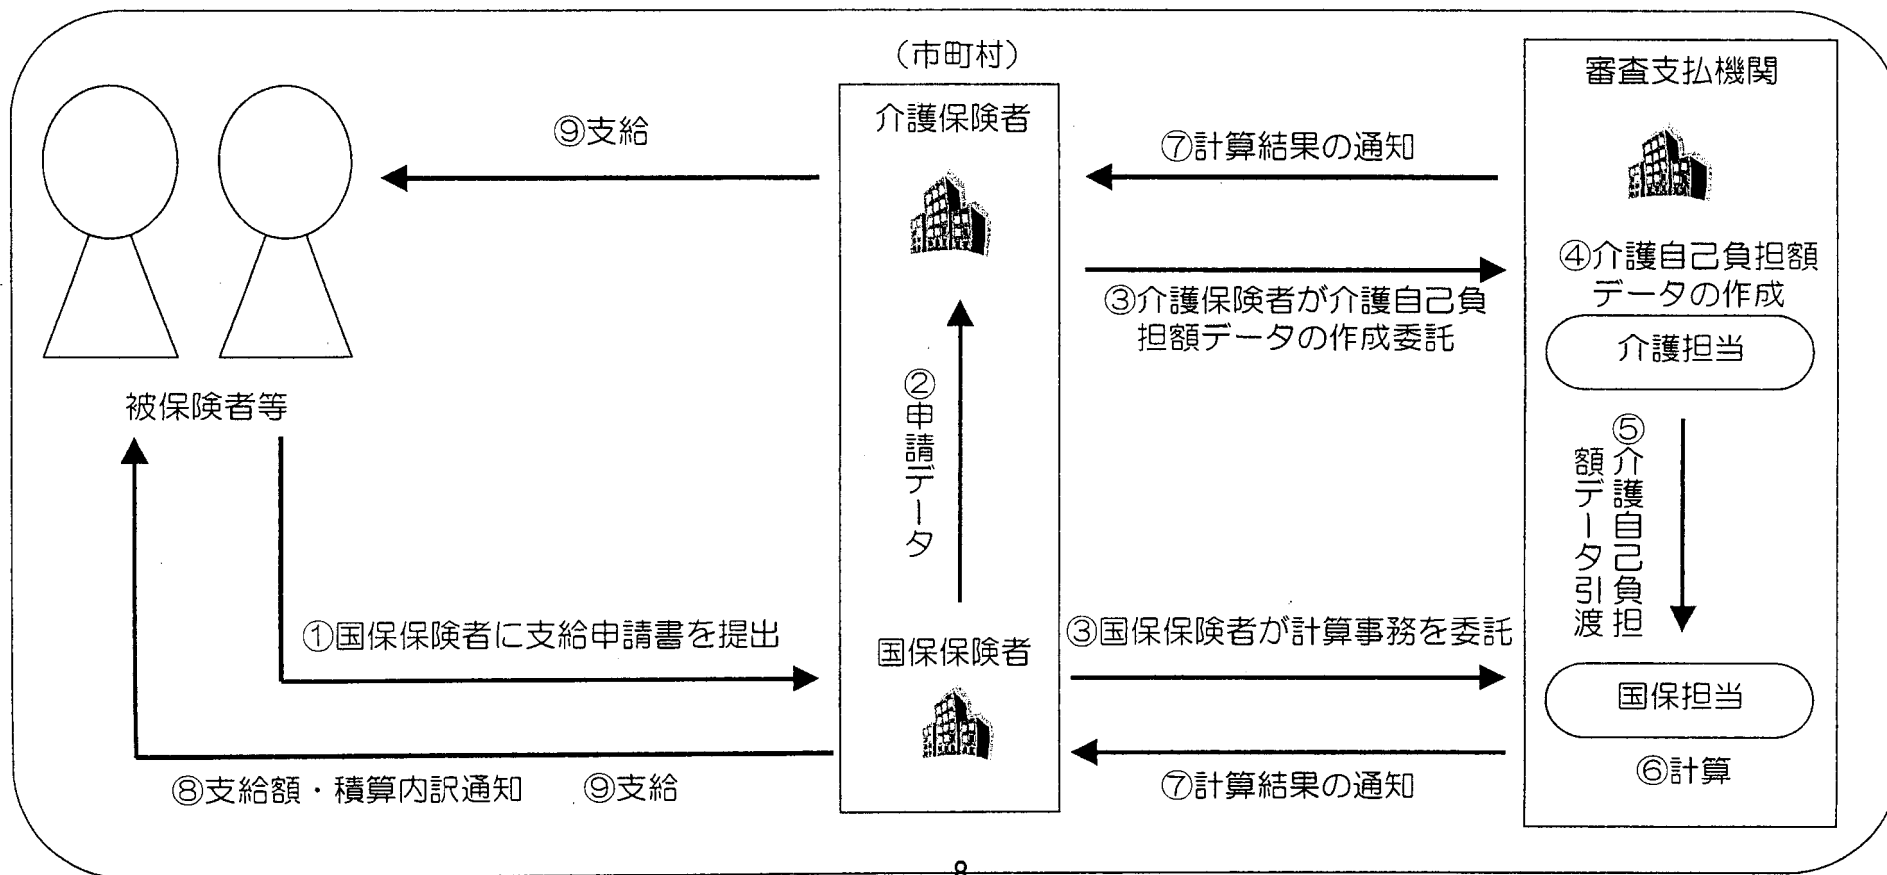 （市町村）
審査支払機関
介護保険者
⑨支給
⑦計算結果の通知
④介護自己負担額
データの作成
③介護保険者が介護自己負
担額データの作成委託
介護担当
②申請データ
被保険者等
⑤介護自己負担
額データ引渡
①国保保険者に支給申請書を提出
国保保険者
③国保保険者が計算事務を委託
国保担当
⑥計算
⑧支給額・積算内訳通知　⑨支給
⑦計算結果の通知
8